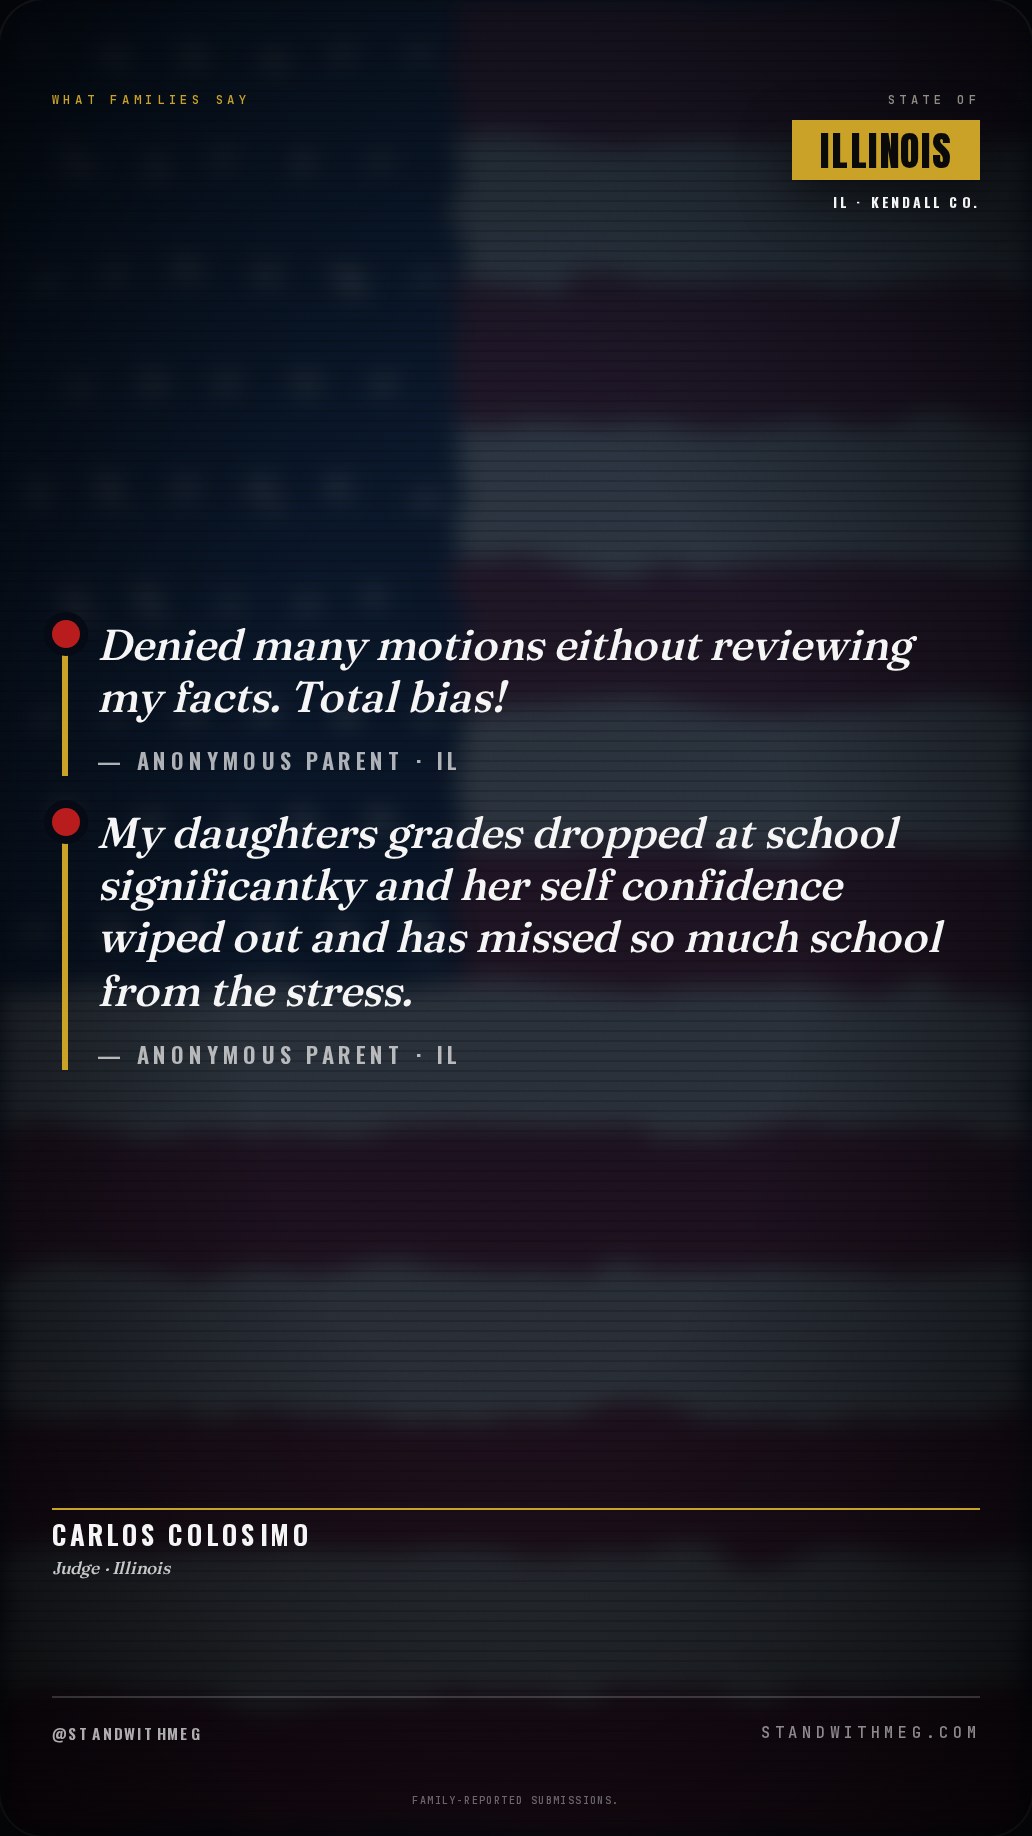 WHAT FAMILIES SAY
STATE OF
ILLINOIS
IL · KENDALL CO.
Denied many motions eithout reviewing
my facts. Total bias!
— ANONYMOUS PARENT · IL
My daughters grades dropped at school
significantky and her self confidence
wiped out and has missed so much school
from the stress.
— ANONYMOUS PARENT · IL
CARLOS COLOSIMO
Judge · Illinois
@STANDWITHMEG
STANDWITHMEG.COM
FAMILY-REPORTED SUBMISSIONS.